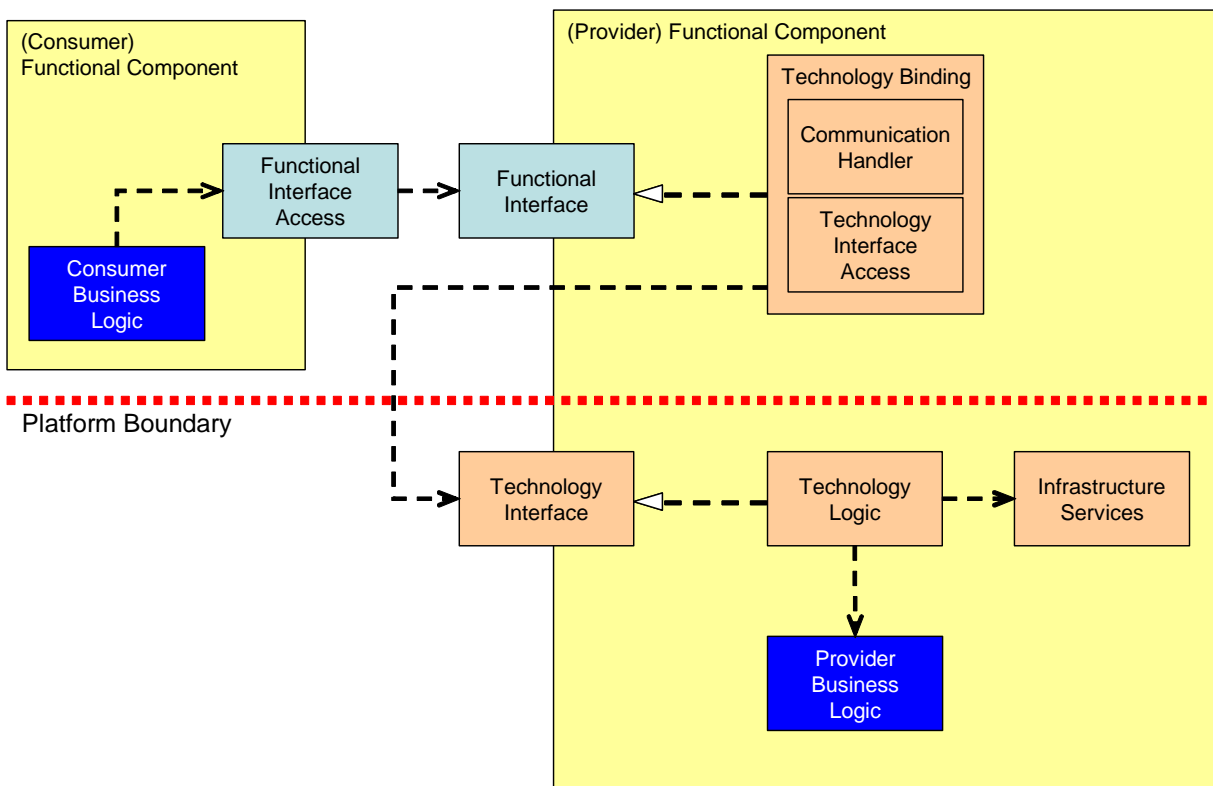 (Consumer)
Functional Component
(Provider) Functional Component
Technology Binding
Communication
Handler
Functional
Interface
Access
Functional
Interface
Technology
Interface
Access
Consumer
Business
Logic
Platform Boundary
Technology
Interface
Technology
Logic
Infrastructure
Services
Provider
Business
Logic